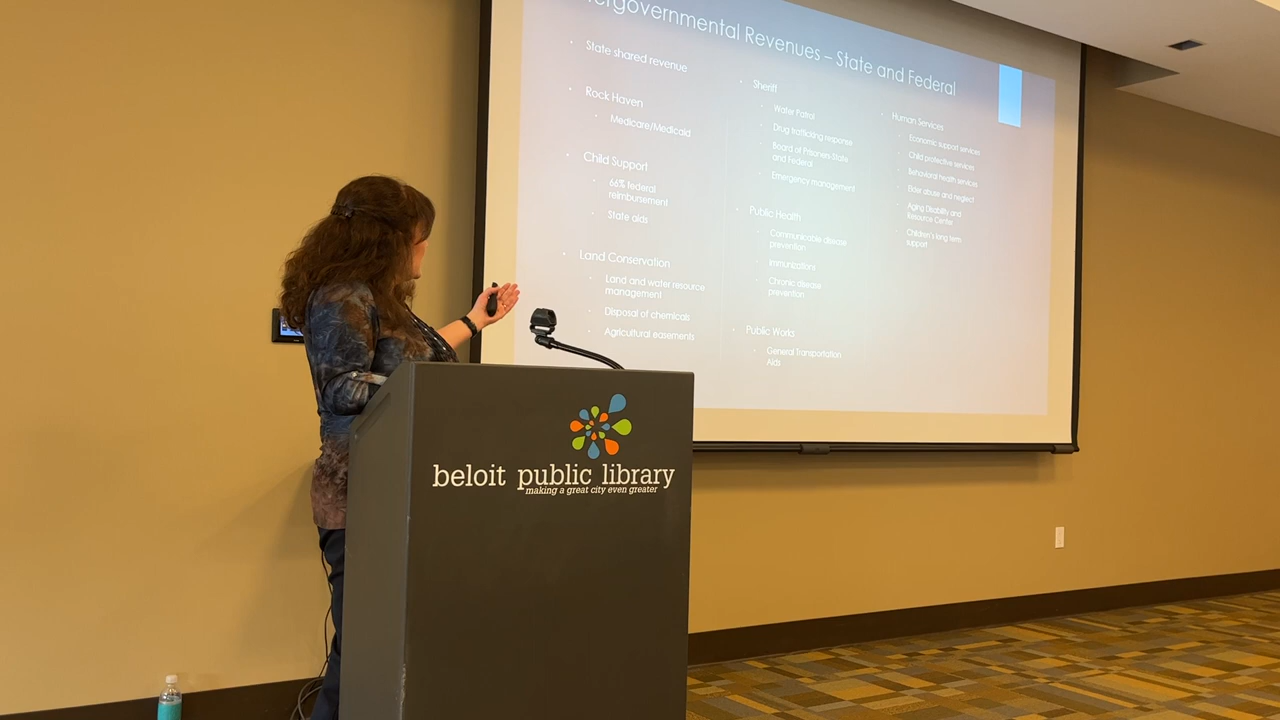 ergovernmental Revenues – State and Federal
State shared revenue
Rock Haven
Medicare/Medicaid
Child Support
66% federal
reimbursement
State aids
Land Conservation
Land and water resource
management
Disposal of chemicals
Agricultural easements
Sheriff
Water Patrol
Drug trafficking response
Board of Prisoners-State
and Federal
Emergency management
Public Health
Communicable disease
prevention
Immunizations
Chronic disease
prevention
Public Works
General Transportation
Aids
Human Services
Economic support services
Child protective services
Behavioral health services
Elder abuse and neglect
Aging Disability and
Resource Center
Children's long term
support
beloit public library
making a great city even greater